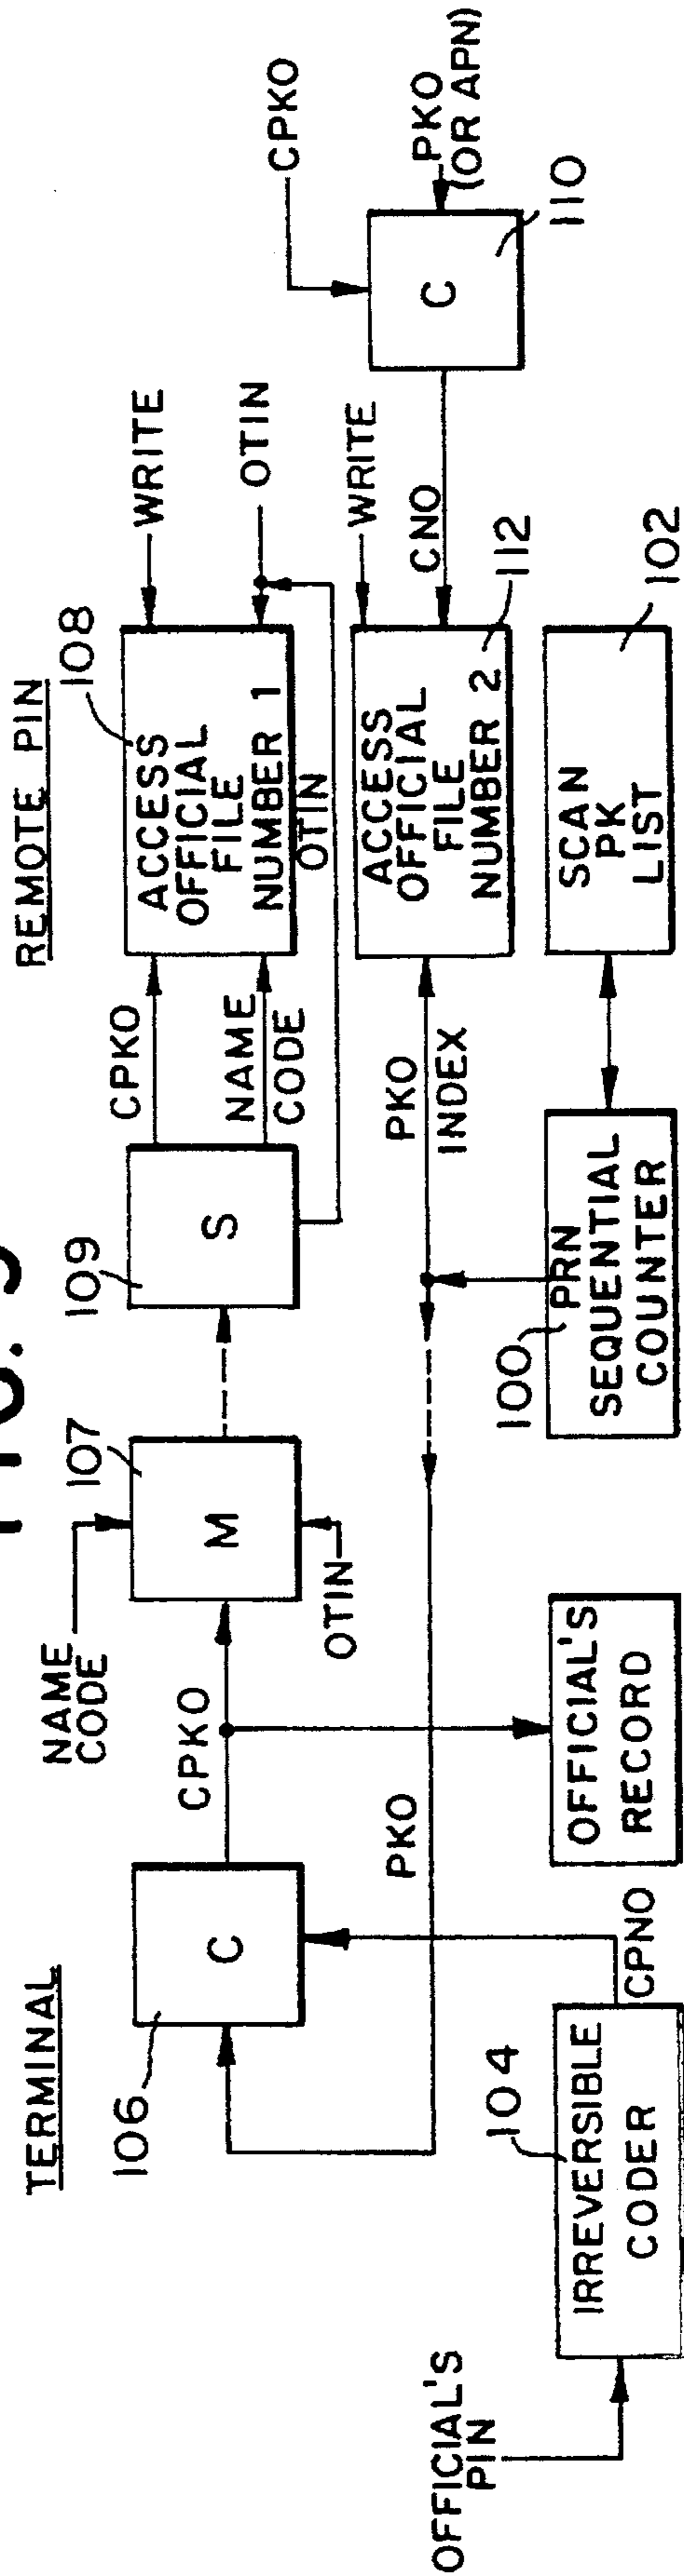 TERMINAL
REMOTE PIN
NAME
CODE
106
C
CPKO
107
M
OTIN
109
S
CPKO
NAME
CODE
108
ACCESS
OFFICIAL
FILE
NUMBER 1
WRITE
OTIN
OTIN
CPKO
PKO
PKO
INDEX
ACCESS
OFFICIAL
FILE
NUMBER 2
112
WRITE
CNO
C
110
PKO
(OR APN)
OFFICIAL'S
PIN
104
IRREVERSIBLE
CODER
CPNO
OFFICIAL'S
RECORD
100
PRN
SEQUENTIAL
COUNTER
SCAN
PK
LIST
102